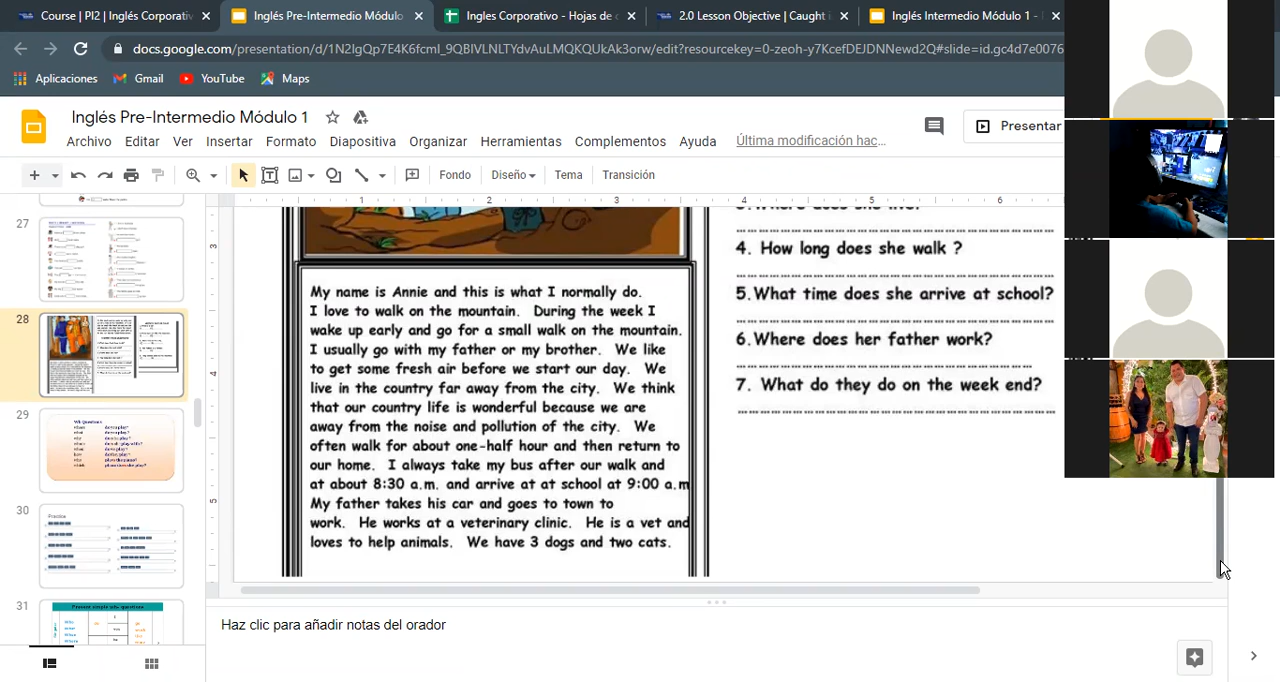 Course | PI2 | Inglés Corporativ
Inglés Pre-Intermedio Módulo
Ingles Corporativo - Hojas de
2.0 Lesson Objective | Caught
Inglés Intermedio Módulo 1 -
docs.google.com/presentation/d/1N2lgQp7E4K6fcmI_9QBIVLNLTYdvAuLMQKQUkAk3orw/edit?resourcekey=0-zeoh-y7KcefDEJDNNewd2Q#slide=id.gc4d7e0076
Aplicaciones Gmail YouTube Maps
Inglés Pre-Intermedio Módulo 1
Archivo Editar Ver Insertar Formato Diapositiva Organizar Herramientas Complementos Ayuda Última modificación hac...
Presentar
Fondo Diseño Tema Transición
1 2 3 4 5 6
3
4
5
27
28
29
Wh Questions
30
Practice
31
Present simple wh- questions
My name is Annie and this is what I normally do.
I love to walk on the mountain. During the week I
wake up early and go for a small walk on the mountain.
I usually go with my father or my brother. We like
to get some fresh air before we start our day. We
live in the country far away from the city. We think
that our country life is wonderful because we are
away from the noise and pollution of the city. We
often walk for about one-half hour and then return to
our home. I always take my bus after our walk and
at about 8:30 a.m. and arrive at at school at 9:00 a.m
My father takes his car and goes to town to
work. He works at a veterinary clinic. He is a vet and
loves to help animals. We have 3 dogs and two cats.
4. How long does she walk ?
5.What time does she arrive at school?
6.Where does her father work?
7. What do they do on the week end?
Haz clic para añadir notas del orador